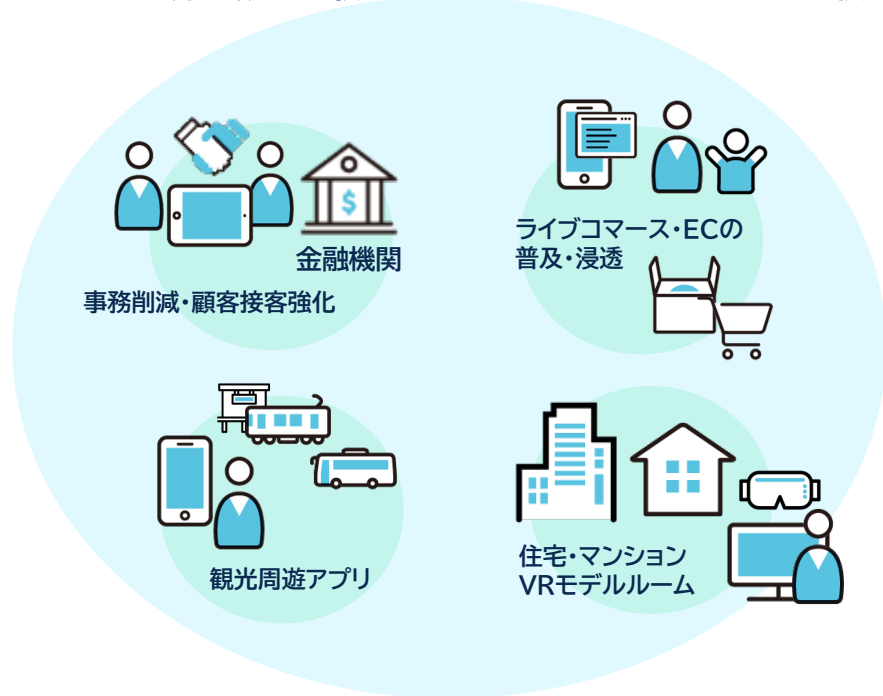 金融機関
事務削減・顧客接客強化
ライブコマース・ECの
普及・浸透
$
観光周遊アプリ
住宅・マンション
VRモデルルーム